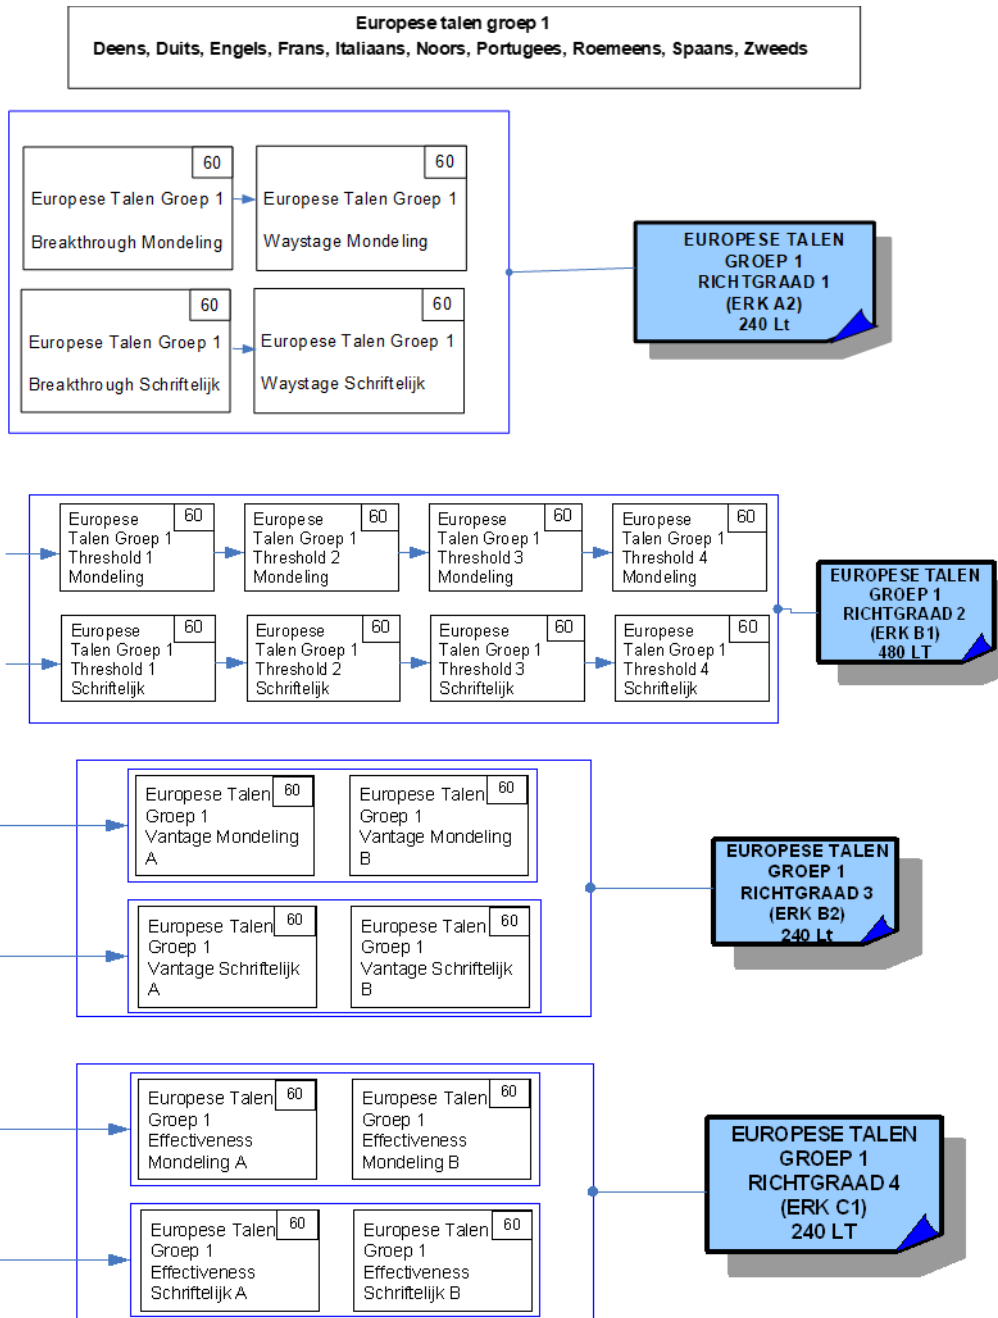 Europese talen groep 1
Deens, Duits, Engels, Frans, Italiaans, Noors, Portugees, Roemeens, Spaans, Zweeds
60
Europese Talen Groep 1
Breakthrough Mondeling
60
Europese Talen Groep 1
Waystage Mondeling
60
Europese Talen Groep 1
Breakthrough Schriftelijk
60
Europese Talen Groep 1
Waystage Schriftelijk
EUROPESE TALEN
GROEP 1
RICHTGRAAD 1
(ERK A2)
240 Lt
60
Europese
Talen Groep 1
Threshold 1
Mondeling
60
Europese
Talen Groep 1
Threshold 2
Mondeling
60
Europese
Talen Groep 1
Threshold 3
Mondeling
60
Europese
Talen Groep 1
Threshold 4
Mondeling
60
Europese
Talen Groep 1
Threshold 1
Schriftelijk
60
Europese
Talen Groep 1
Threshold 2
Schriftelijk
60
Europese
Talen Groep 1
Threshold 3
Schriftelijk
60
Europese
Talen Groep 1
Threshold 4
Schriftelijk
EUROPESE TALEN
GROEP 1
RICHTGRAAD 2
(ERK B1)
480 LT
60
Europese Talen
Groep 1
Vantage Mondeling
A
60
Europese Talen
Groep 1
Vantage Mondeling
B
60
Europese Talen
Groep 1
Vantage Schriftelijk
A
60
Europese Talen
Groep 1
Vantage Schriftelijk
B
EUROPESE TALEN
GROEP 1
RICHTGRAAD 3
(ERK B2)
240 Lt
60
Europese Talen
Groep 1
Effectiveness
Mondeling A
60
Europese Talen
Groep 1
Effectiveness
Mondeling B
60
Europese Talen
Groep 1
Effectiveness
Schriftelijk A
60
Europese Talen
Groep 1
Effectiveness
Schriftelijk B
EUROPESE TALEN
GROEP 1
RICHTGRAAD 4
(ERK C1)
240 LT